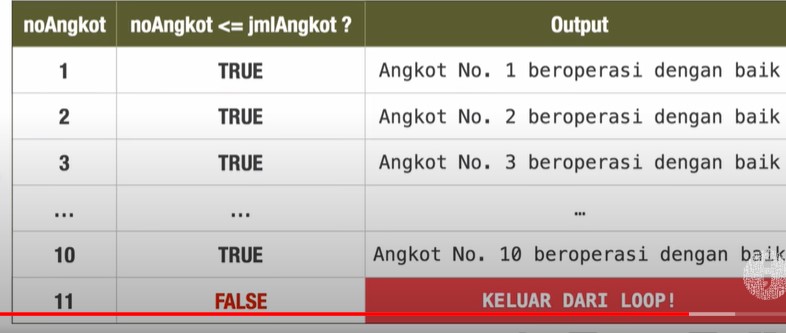 noAngkot noAngkot <= jmlAngkot ? Output
1 TRUE Angkot No. 1 beroperasi dengan baik
2 TRUE Angkot No. 2 beroperasi dengan baik
3 TRUE Angkot No. 3 beroperasi dengan baik
... ... ...
10 TRUE Angkot No. 10 beroperasi dengan baik
11 FALSE KELUAR DARI LOOP!